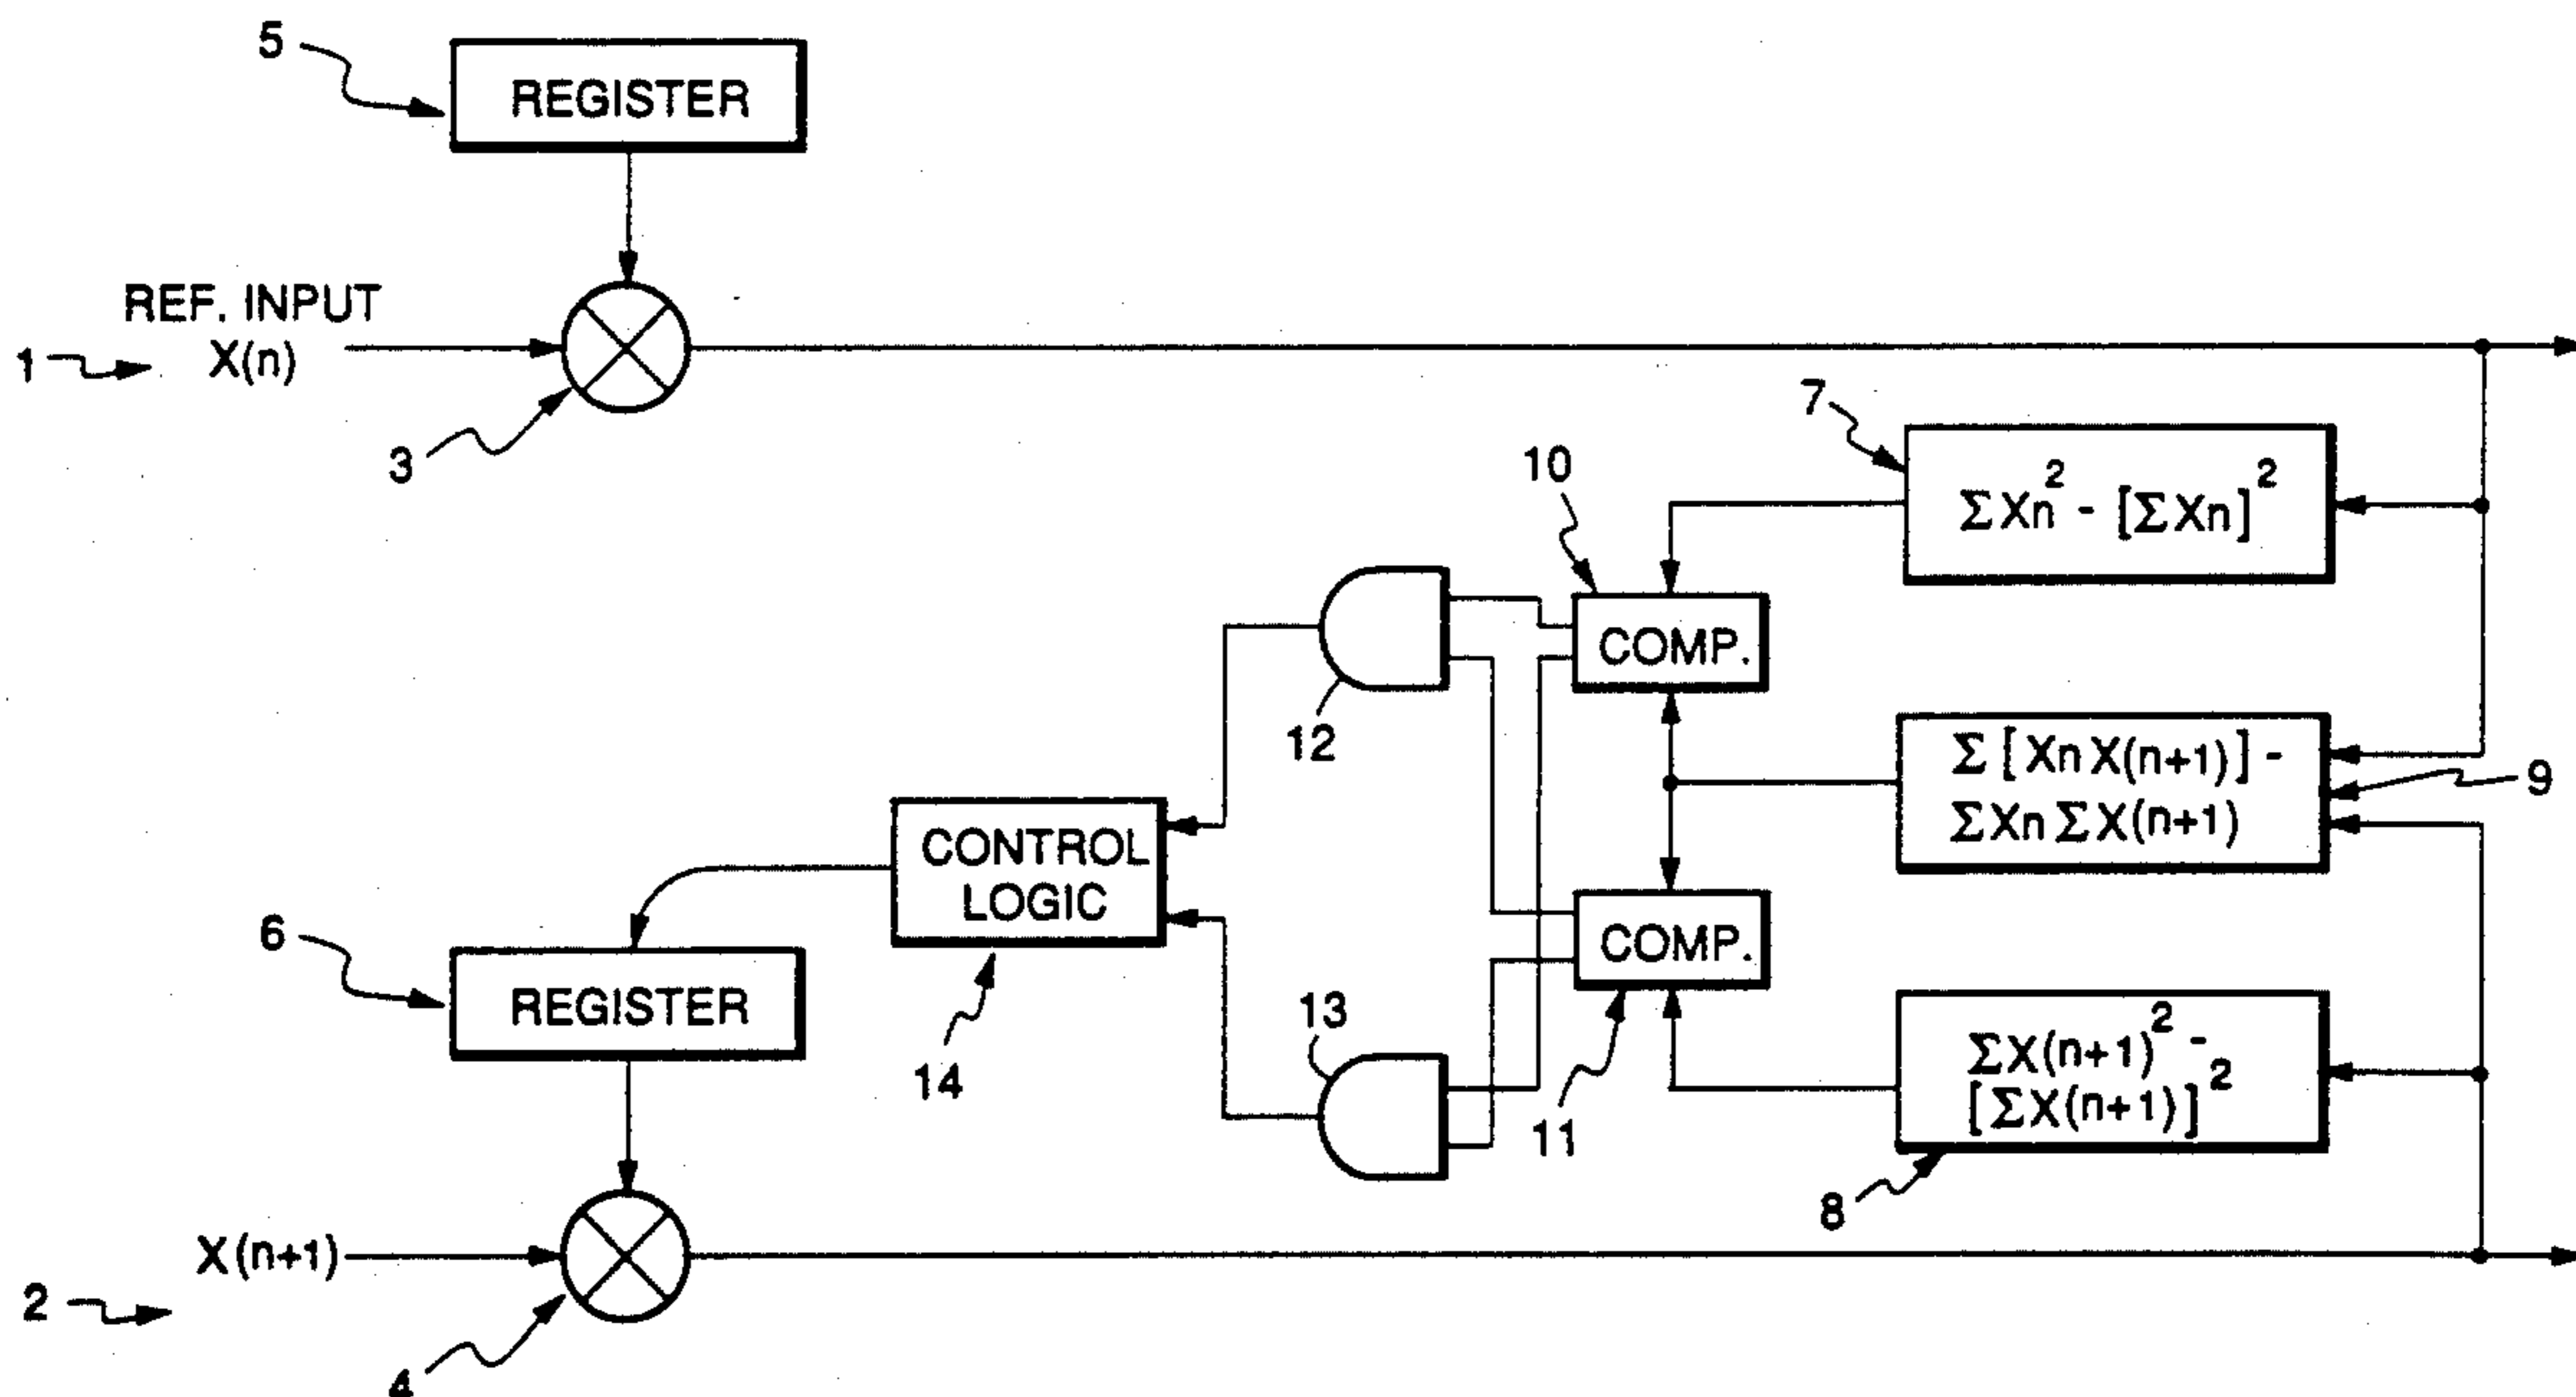 5
REGISTER
REF. INPUT
X(n)
1
3
7
ΣXn² - [ΣXn]²
10
COMP.
12
Σ[Xn X(n+1)] -
ΣXn ΣX(n+1)
9
CONTROL
LOGIC
14
6
REGISTER
COMP.
11
13
ΣX(n+1)² -
[ΣX(n+1)]²
8
X(n+1)
2
4